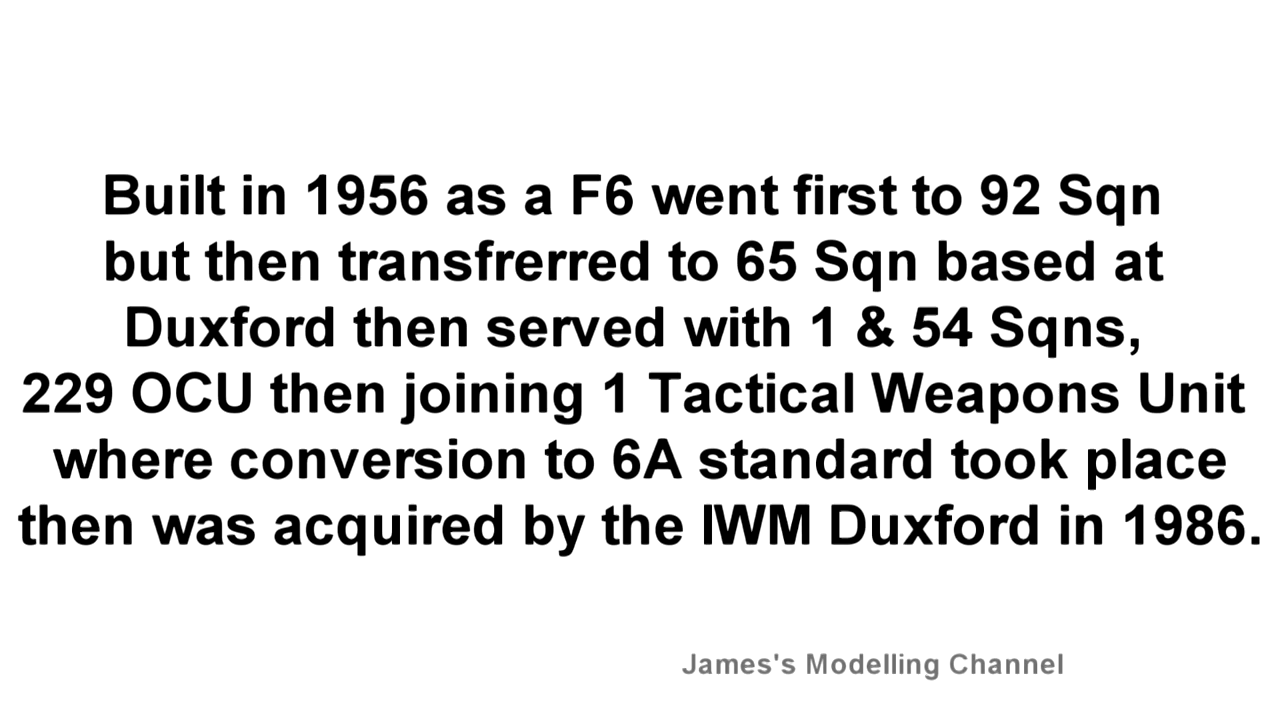 Built in 1956 as a F6 went first to 92 Sqn
but then transfrerred to 65 Sqn based at
Duxford then served with 1 & 54 Sqns,
229 OCU then joining 1 Tactical Weapons Unit
where conversion to 6A standard took place
then was acquired by the IWM Duxford in 1986.
James's Modelling Channel